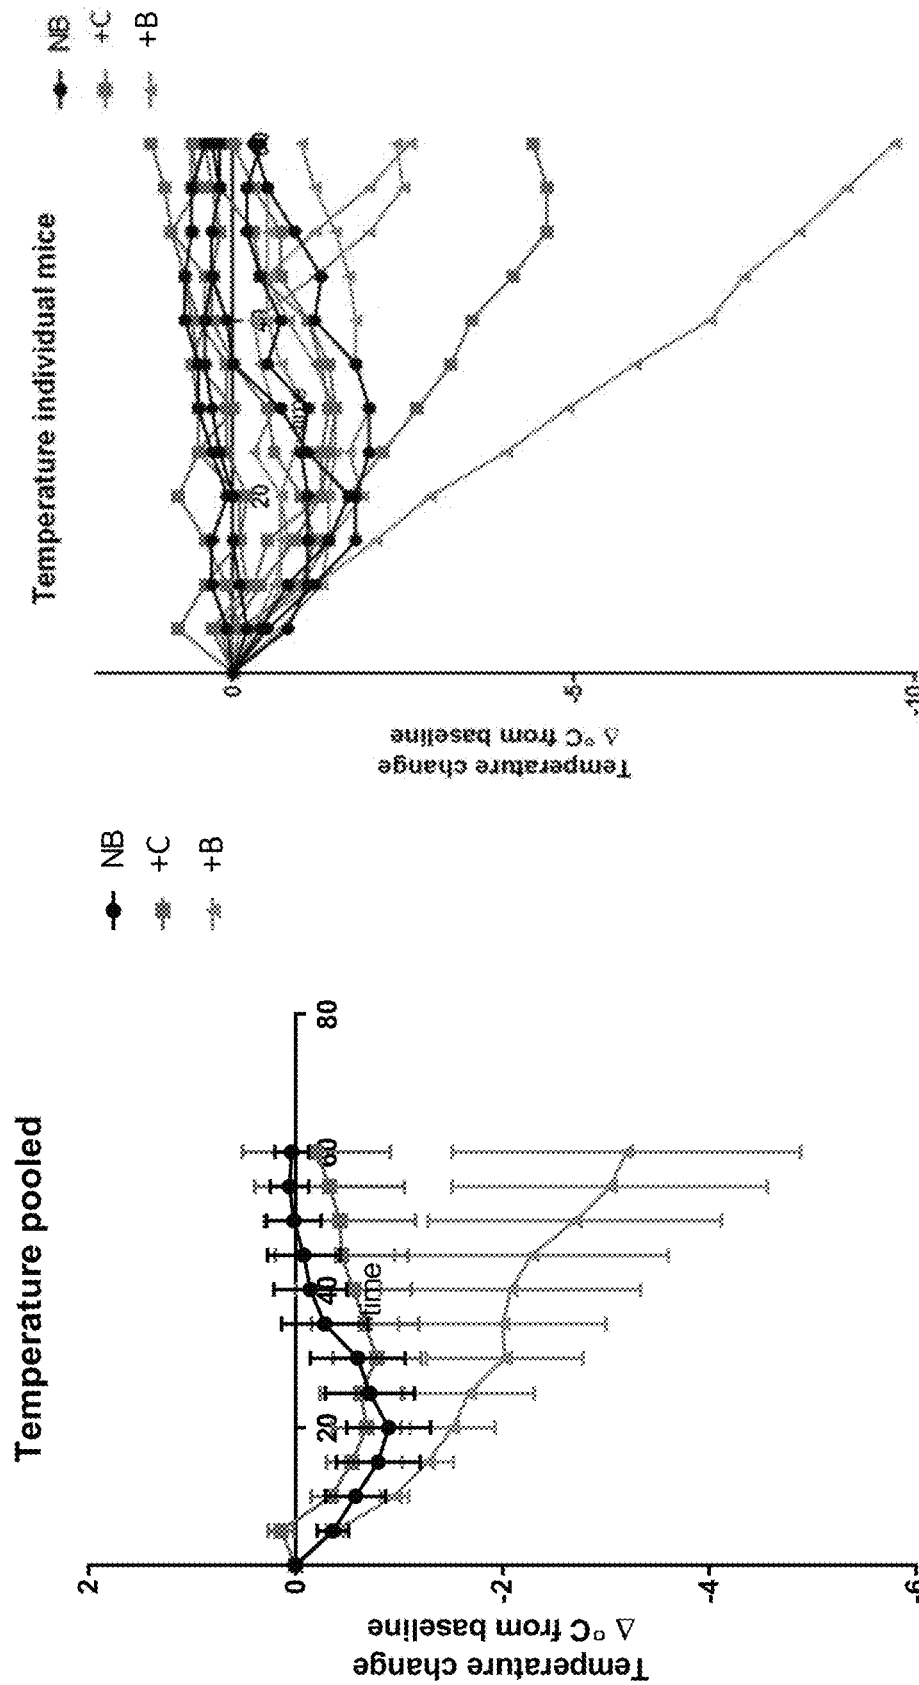 Temperature pooled
NB
+C
+B
2
0
-2
-4
-6
20
40
60
80
time
Temperature change
Δ °C from baseline
Temperature individual mice
NB
+C
+B
0
-5
-10
20
Temperature change
Δ °C from baseline